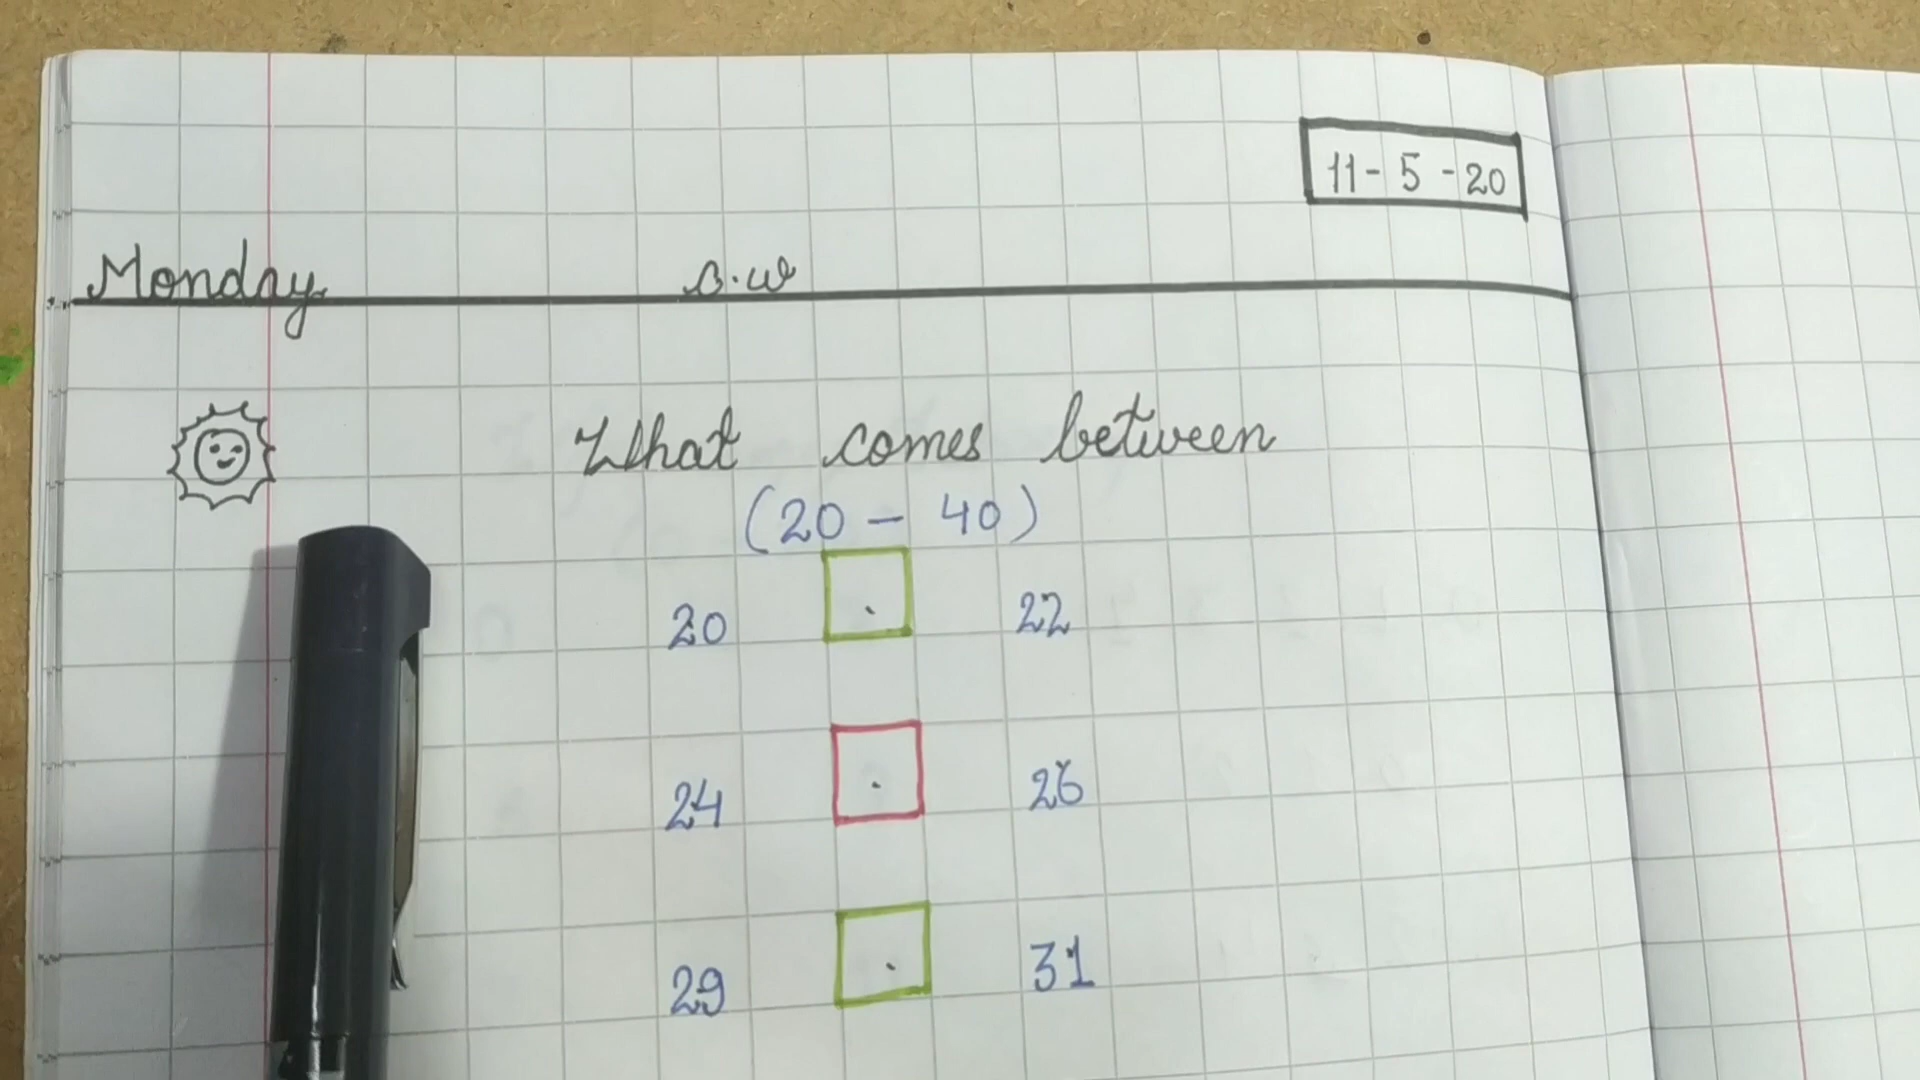 11 - 5 - 20
Monday C.W
What comes between
(20 - 40)
20 22
24 26
29 31